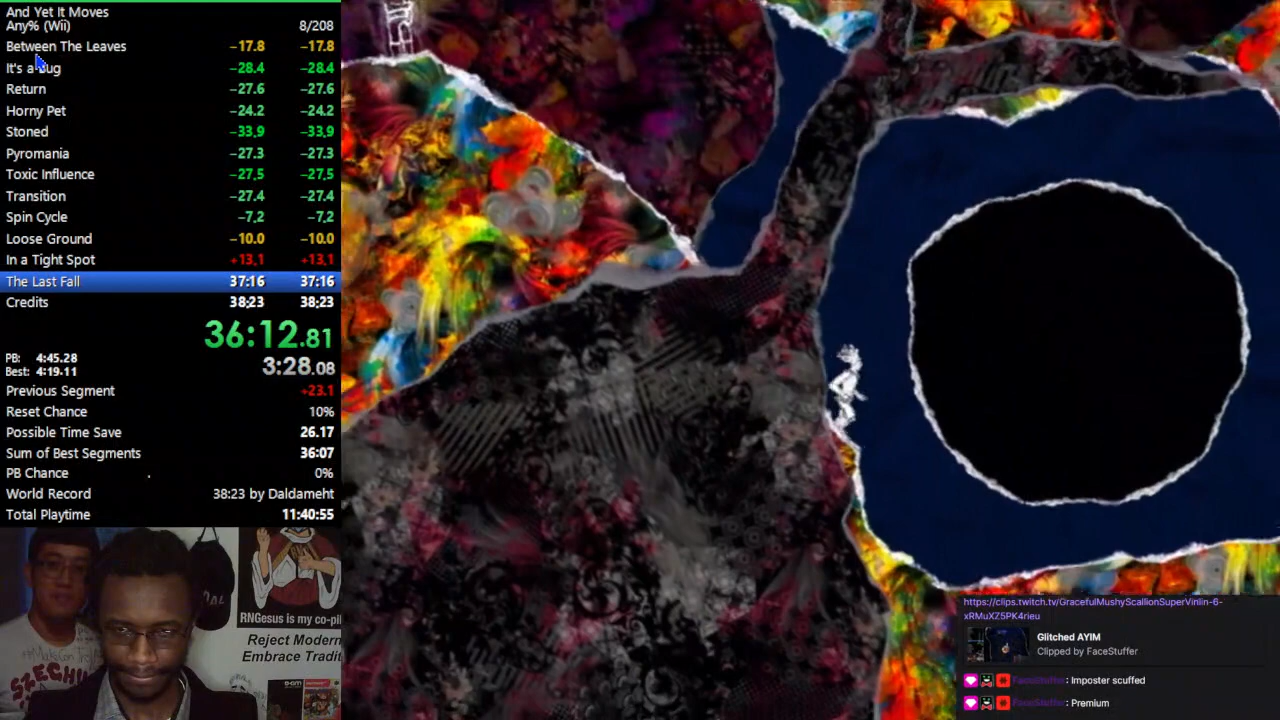 And Yet It Moves
Any% (Wii) 8/208
Between The Leaves −17.8 −17.8
It's a Bug −28.4 −28.4
Return −27.6 −27.6
Horny Pet −24.2 −24.2
Stoned −33.9 −33.9
Pyromania −27.3 −27.3
Toxic Influence −27.5 −27.5
Transition −27.4 −27.4
Spin Cycle −7.2 −7.2
Loose Ground −10.0 −10.0
In a Tight Spot +13.1 +13.1
The Last Fall 37:16 37:16
Credits 38:23 38:23
36:12.81
PB: 4:45.28
Best: 4:19.11
3:28.08
Previous Segment +23.1
Reset Chance 10%
Possible Time Save 26.17
Sum of Best Segments 36:07
PB Chance 0%
World Record 38:23 by Daldameht
Total Playtime 11:40:55
RNGesus is my co-pil
Reject Modern
Embrace Tradit
SZECHU
https://clips.twitch.tv/GracefulMushyScallionSuperVinlin-6-
xRMuXZ5PK4rieu
Glitched AYIM
Clipped by FaceStuffer
FaceStuffer: Imposter scuffed
FaceStuffer: Premium